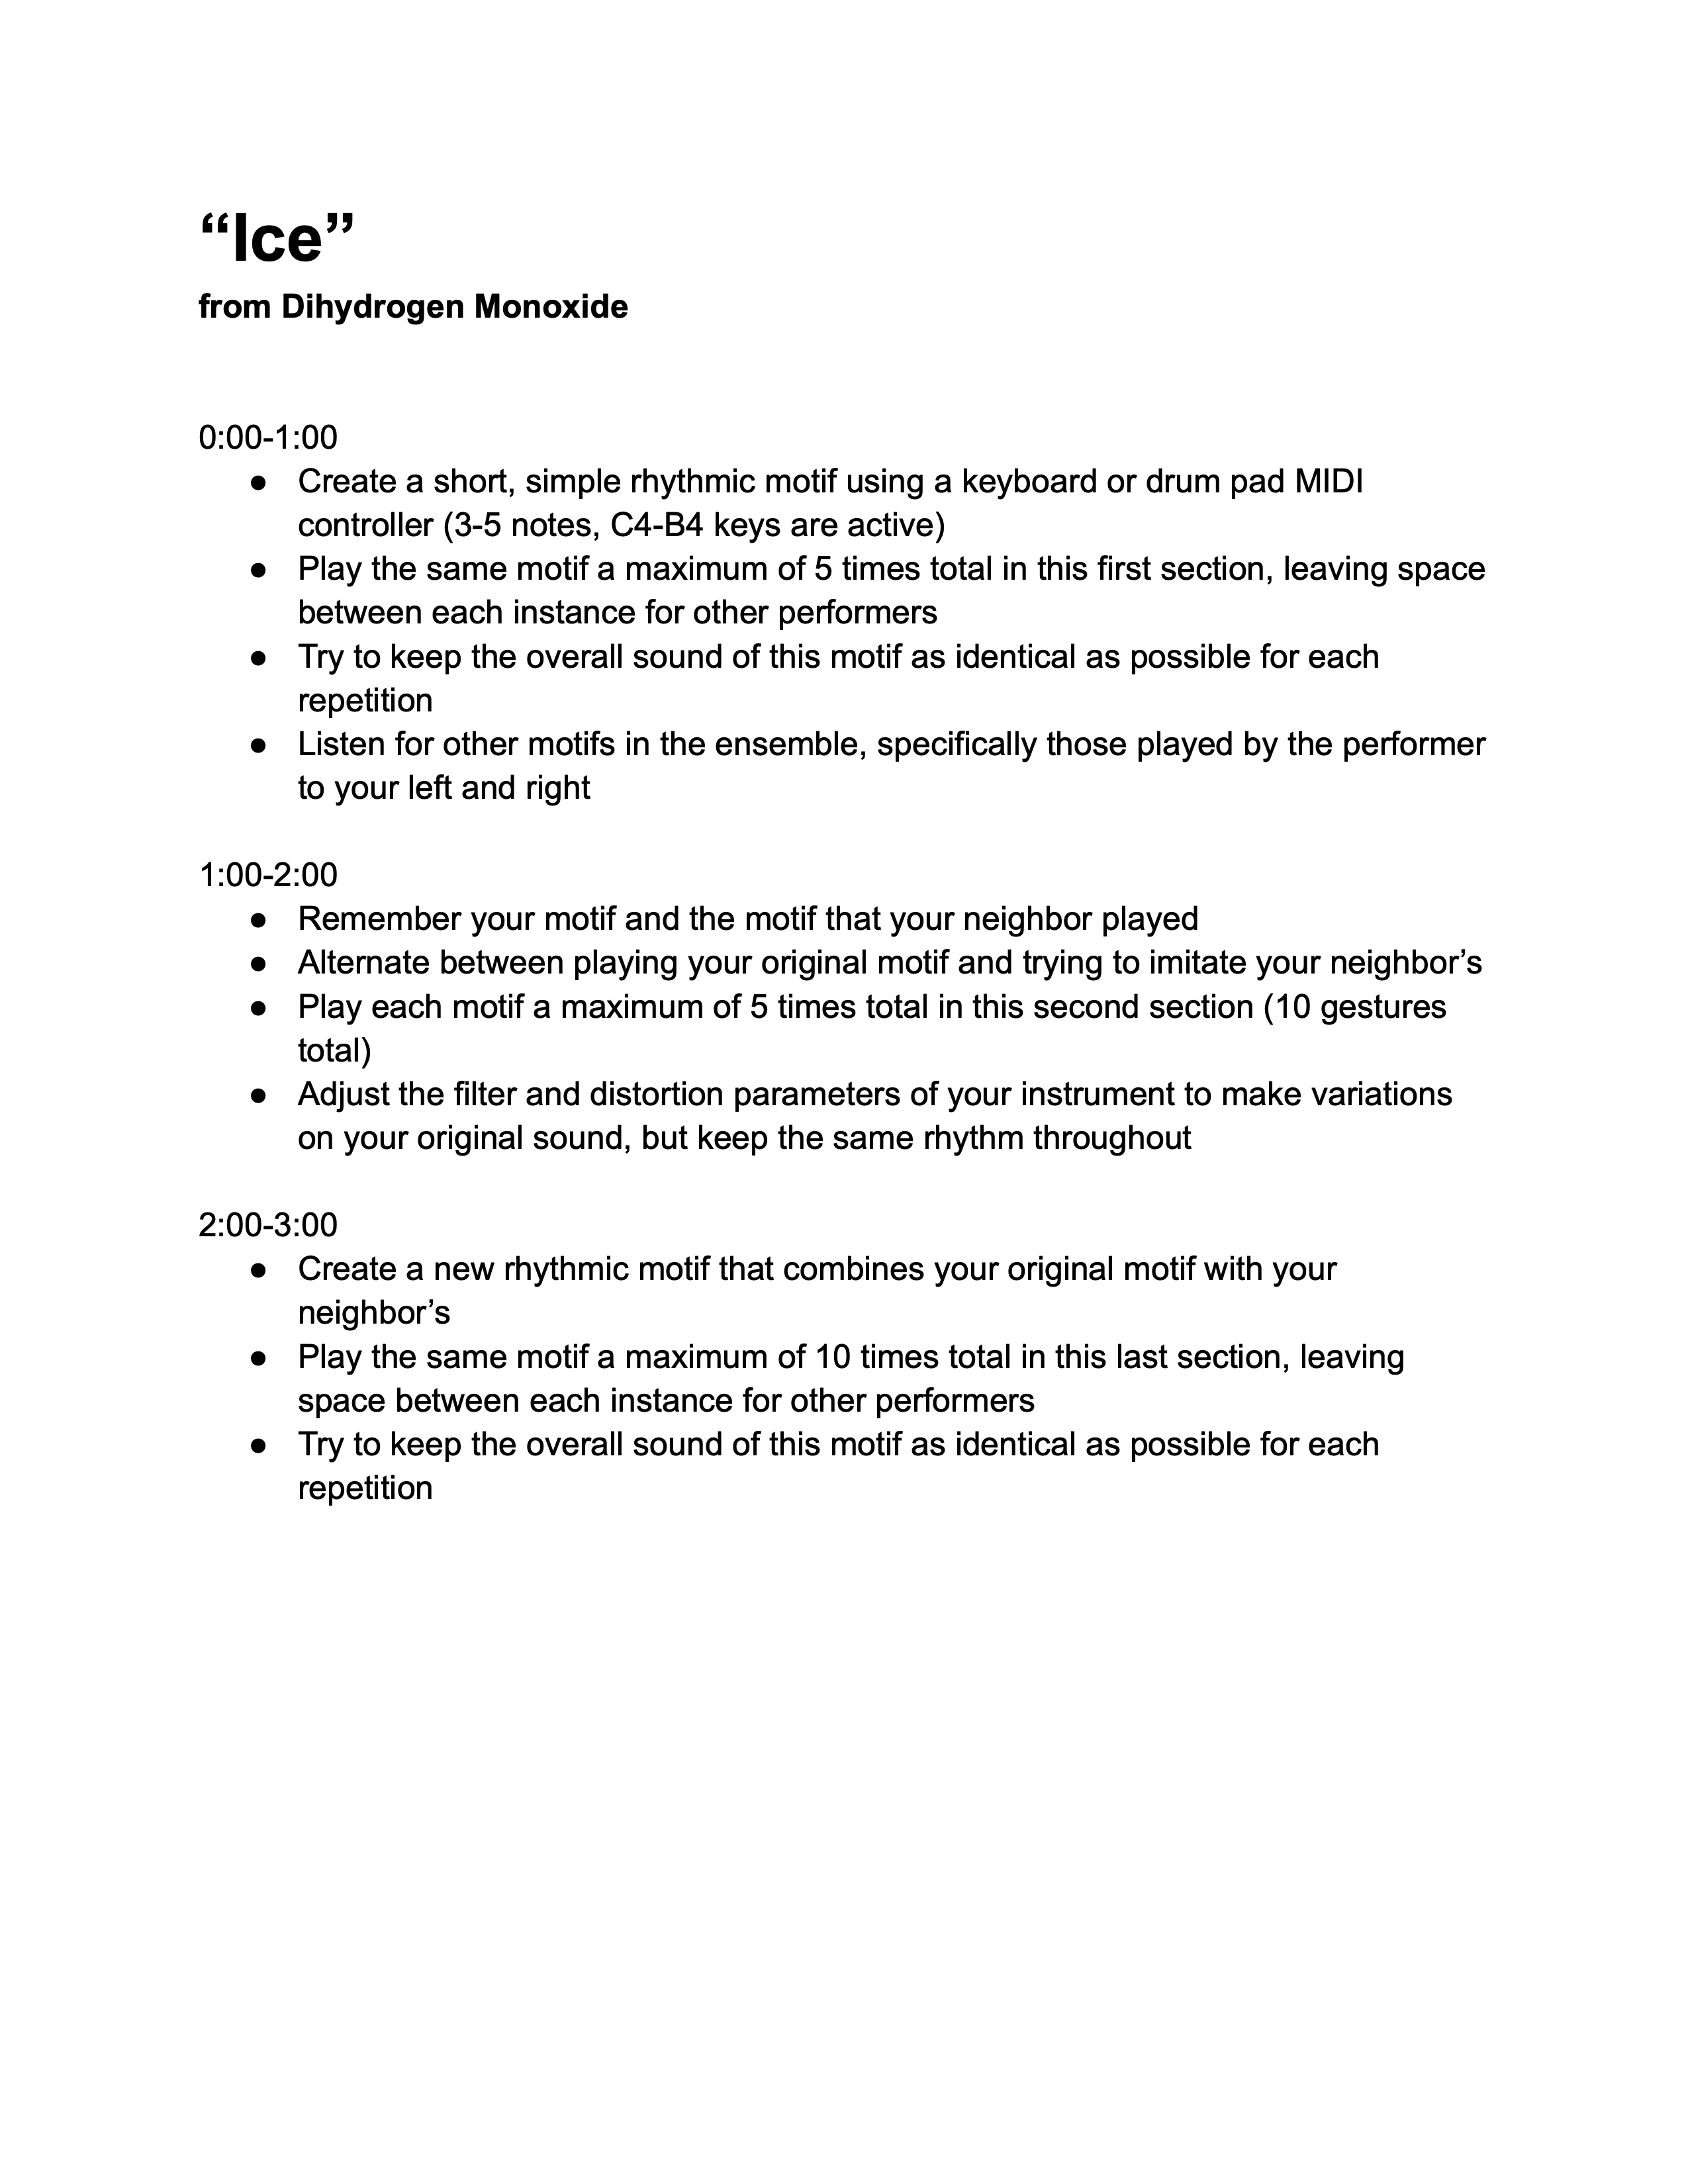 “Ice”
from Dihydrogen Monoxide
0:00-1:00
● Create a short, simple rhythmic motif using a keyboard or drum pad MIDI
controller (3-5 notes, C4-B4 keys are active)
● Play the same motif a maximum of 5 times total in this first section, leaving space
between each instance for other performers
● Try to keep the overall sound of this motif as identical as possible for each
repetition
● Listen for other motifs in the ensemble, specifically those played by the performer
to your left and right
1:00-2:00
● Remember your motif and the motif that your neighbor played
● Alternate between playing your original motif and trying to imitate your neighbor’s
● Play each motif a maximum of 5 times total in this second section (10 gestures
total)
● Adjust the filter and distortion parameters of your instrument to make variations
on your original sound, but keep the same rhythm throughout
2:00-3:00
● Create a new rhythmic motif that combines your original motif with your
neighbor’s
● Play the same motif a maximum of 10 times total in this last section, leaving
space between each instance for other performers
● Try to keep the overall sound of this motif as identical as possible for each
repetition